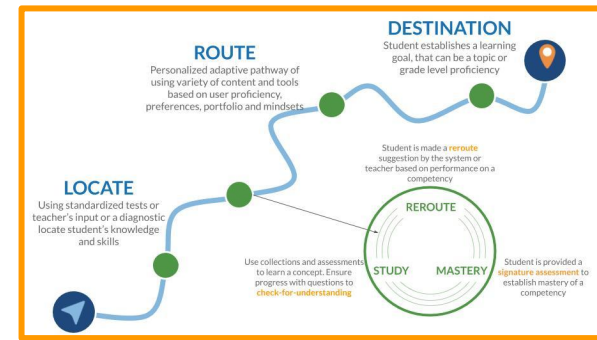 DESTINATION
Student establishes a learning
goal, that can be a topic or
grade level proficiency
ROUTE
Personalized adaptive pathway of
using variety of content and tools
based on user proficiency,
preferences, portfolio and mindsets
LOCATE
Using standardized tests or
teacher's input or a diagnostic
locate student's knowledge
and skills
Student is made a reroute
suggestion by the system or
teacher based on performance on a
competency
REROUTE
STUDY
MASTERY
Use collections and assessments
to learn a concept. Ensure
progress with questions to
check-for-understanding
Student is provided a
signature assessment to
establish mastery of a
competency